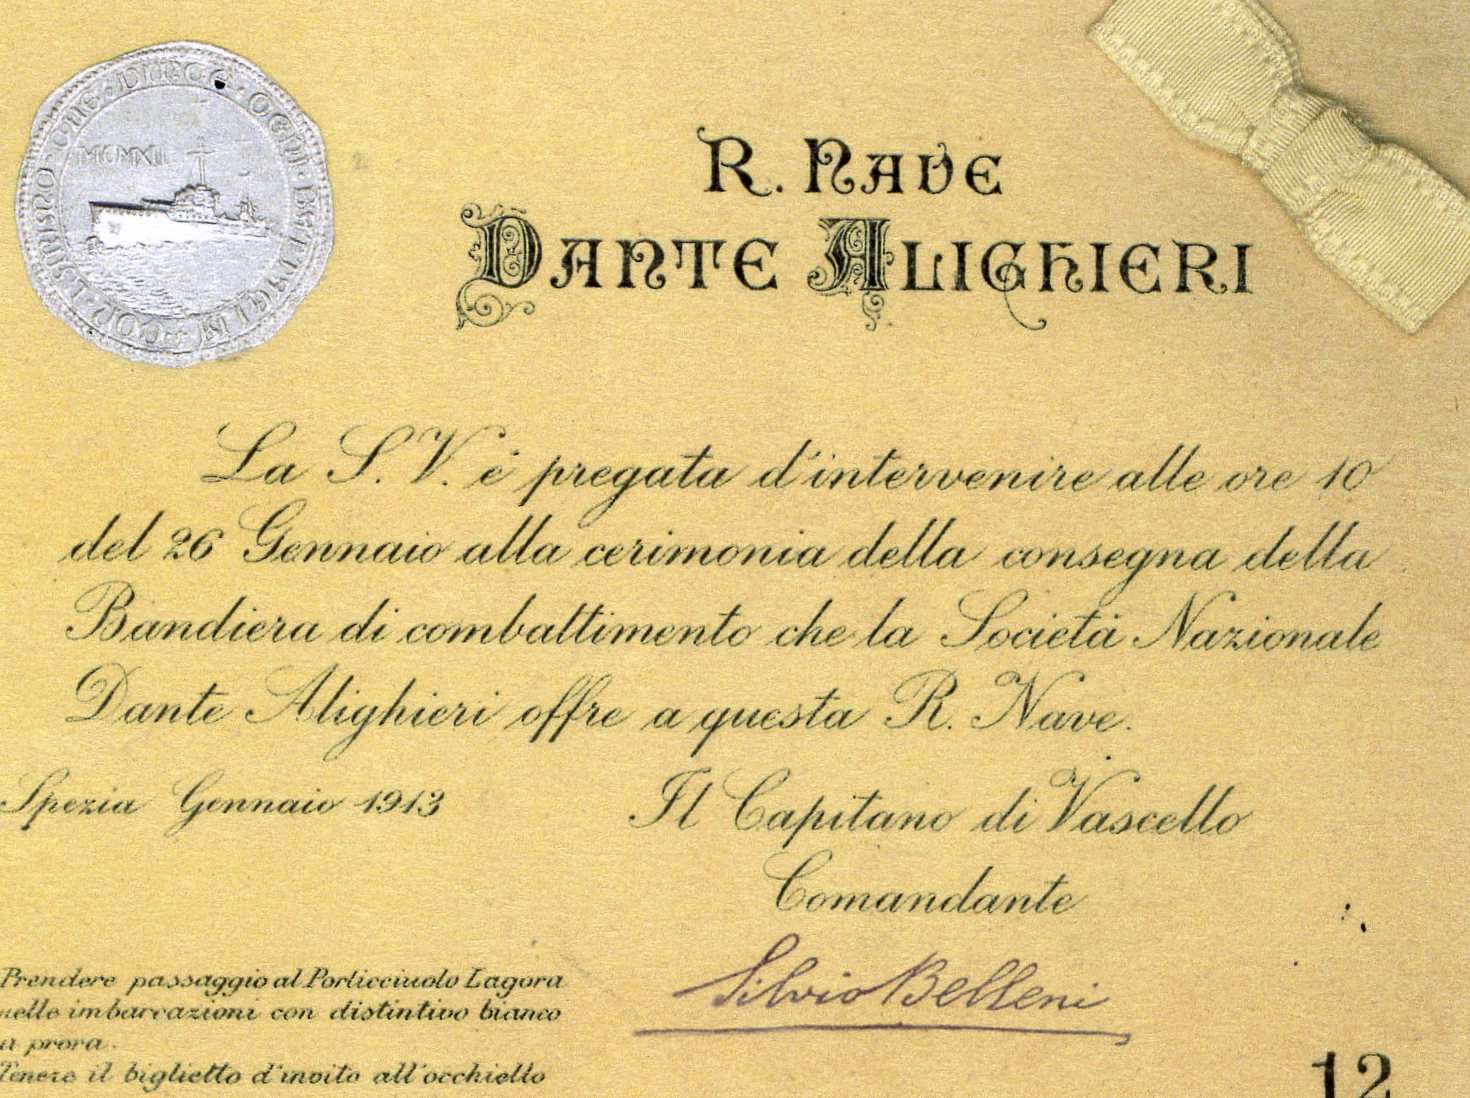 MCMXII
R. NAVE
DANTE ALIGHIERI
La S. V. è pregata d'intervenire alle ore 10
del 26 Gennaio alla cerimonia della consegna della
Bandiera di combattimento che la Società Nazionale
Dante Alighieri offre a questa R. Nave.
Spezia Gennaio 1913
Il Capitano di Vascello
Comandante
Silvio Belleni
Prendere passaggio al Porticciuolo Lagora
nelle imbarcazioni con distintivo bianco
a prora.
Tenere il biglietto d'invito all'occhiello
12